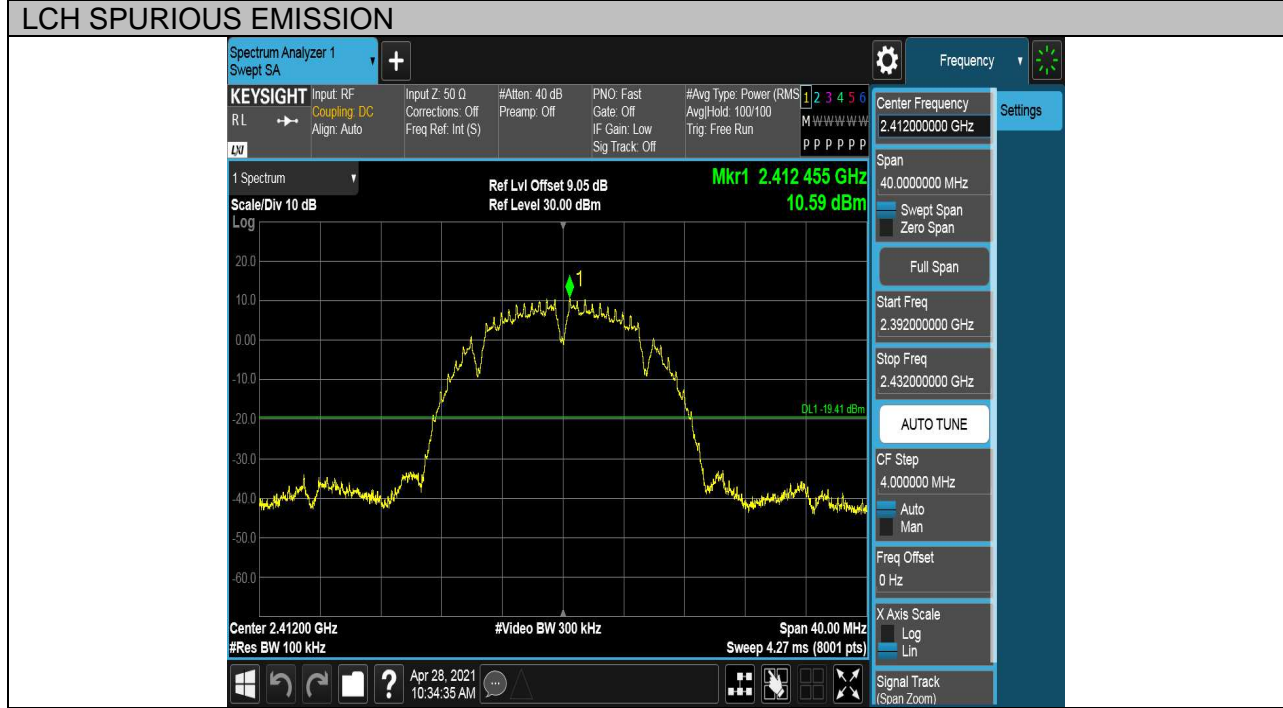 LCH SPURIOUS EMISSION
Spectrum Analyzer 1
Swept SA
Frequency
KEYSIGHT
RL
LXI
Input: RF
Coupling: DC
Align: Auto
Input Z: 50 Ω
Corrections: Off
Freq Ref: Int (S)
#Atten: 40 dB
Preamp: Off
PNO: Fast
Gate: Off
IF Gain: Low
Sig Track: Off
#Avg Type: Power (RMS
Avg|Hold: 100/100
Trig: Free Run
1 2 3 4 5 6
M W W W W W
P P P P P P
1 Spectrum
Scale/Div 10 dB
Log
Ref Lvl Offset 9.05 dB
Ref Level 30.00 dBm
Mkr1 2.412 455 GHz
10.59 dBm
20.0
10.0
0.00
-10.0
-20.0
-30.0
-40.0
-50.0
-60.0
1
DL1 -19.41 dBm
Center 2.41200 GHz
#Res BW 100 kHz
#Video BW 300 kHz
Span 40.00 MHz
Sweep 4.27 ms (8001 pts)
Apr 28, 2021
10:34:35 AM
Center Frequency
2.412000000 GHz
Settings
Span
40.0000000 MHz
Swept Span
Zero Span
Full Span
Start Freq
2.392000000 GHz
Stop Freq
2.432000000 GHz
AUTO TUNE
CF Step
4.000000 MHz
Auto
Man
Freq Offset
0 Hz
X Axis Scale
Log
Lin
Signal Track
(Span Zoom)